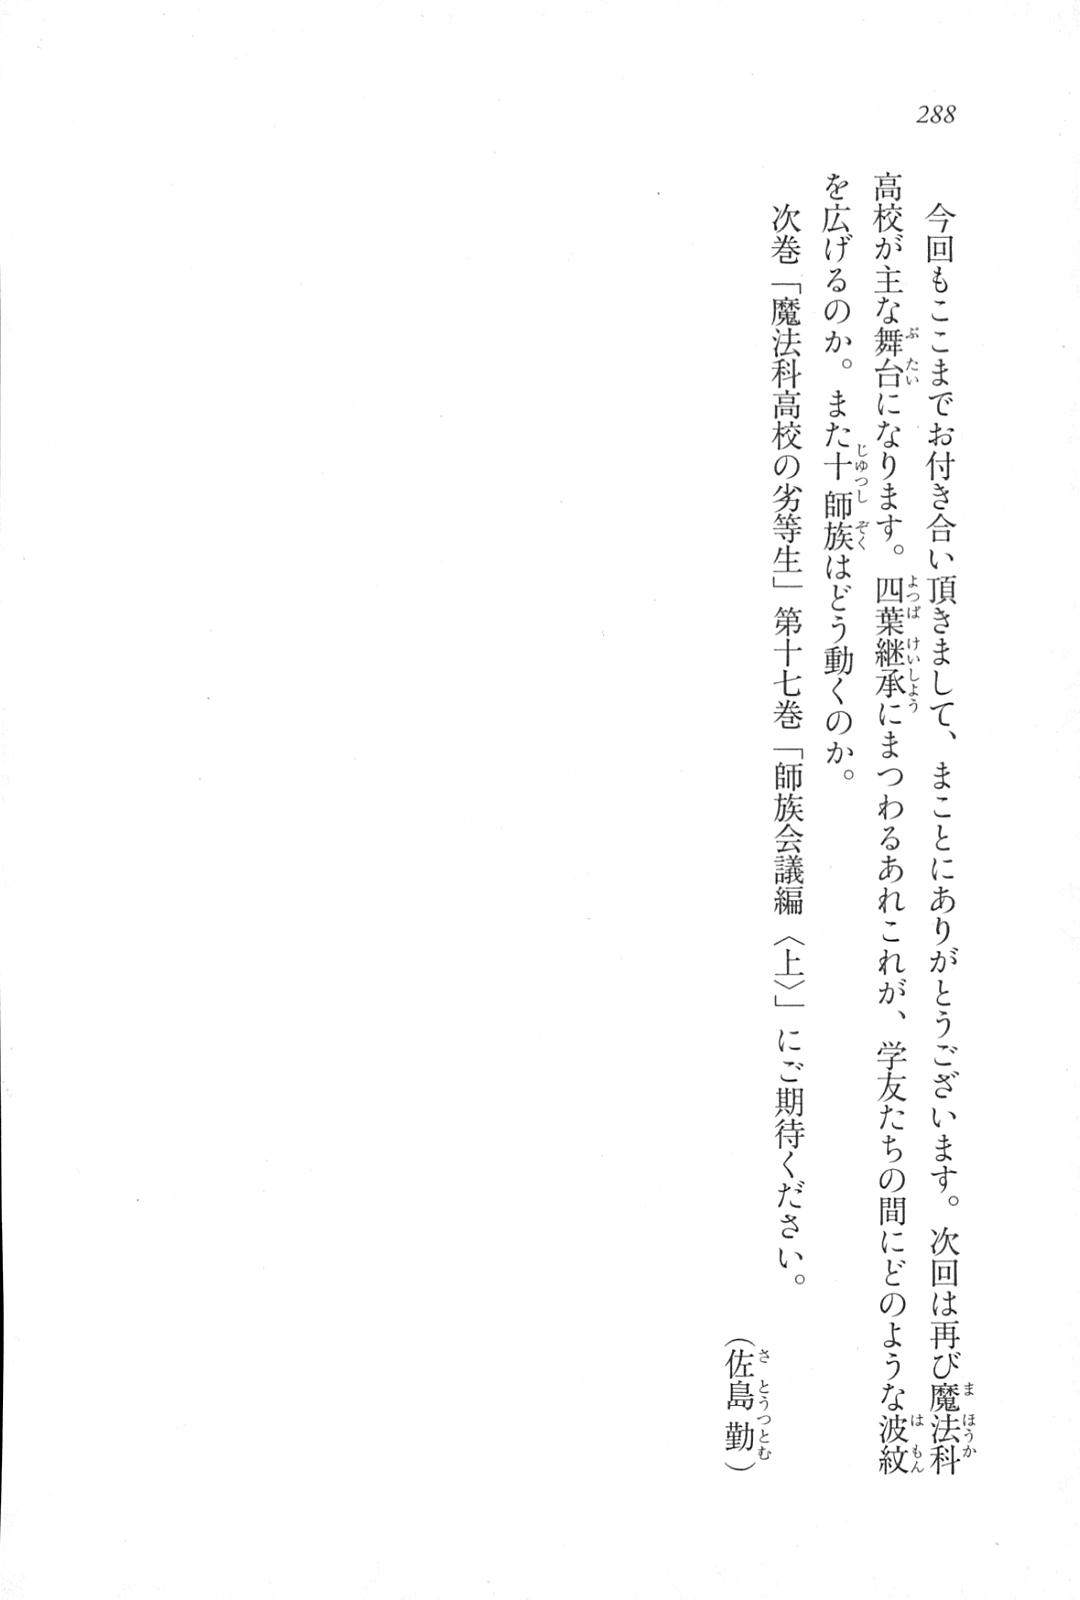 288
今回もここまでお付き合い頂きまして、まことにありがとうございます。次回は再び魔法科
高校が主な舞台になります。四葉継承にまつわるあれこれが、学友たちの間にどのような波紋
を広げるのか。また十師族はどう動くのか。
次巻「魔法科高校の劣等生」第十七巻「師族会議編〈上〉」にご期待ください。
（佐島 勤）